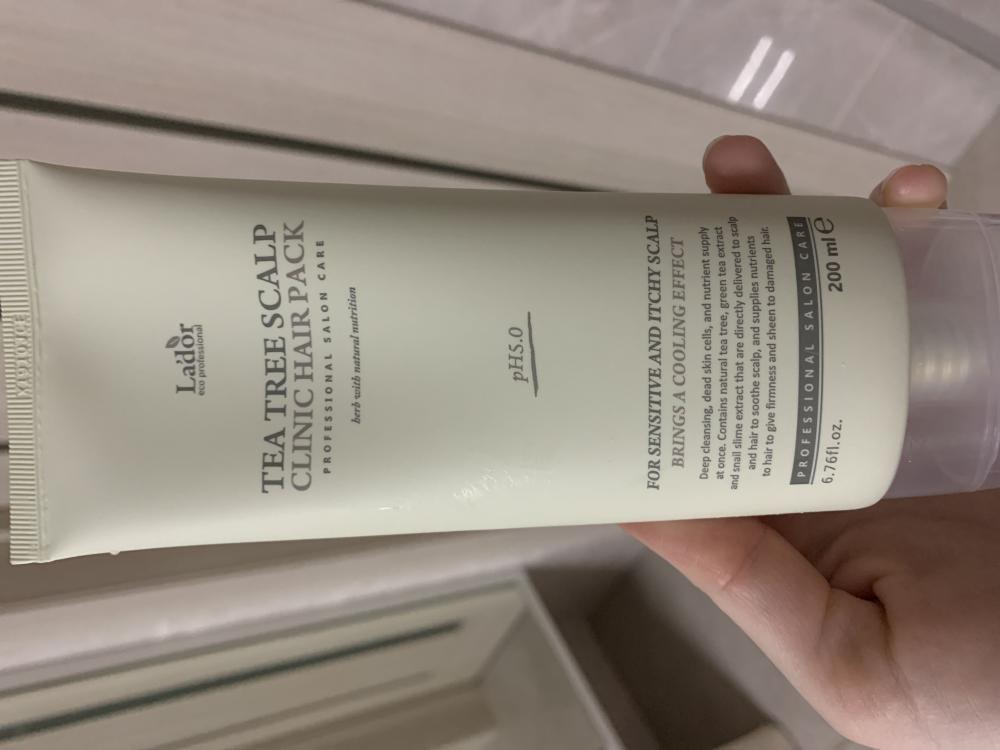 Lador
eco professional
TEA TREE SCALP
CLINIC HAIR PACK
PROFESSIONAL SALON CARE
herb with natural nutrition
pH5.0
FOR SENSITIVE AND ITCHY SCALP
BRINGS A COOLING EFFECT
Deep cleansing, dead skin cells, and nutrient supply
at once. Contains natural tea tree, green tea extract
and snail slime extract that are directly delivered to scalp
and hair to soothe scalp, and supplies nutrients
to hair to give firmness and sheen to damaged hair.
PROFESSIONAL SALON CARE
6.76fl.oz. 200 ml e